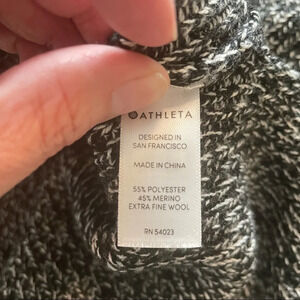 ATHLETA
DESIGNED IN
SAN FRANCISCO
MADE IN CHINA
55% POLYESTER
45% MERINO
EXTRA FINE WOOL
RN 54023